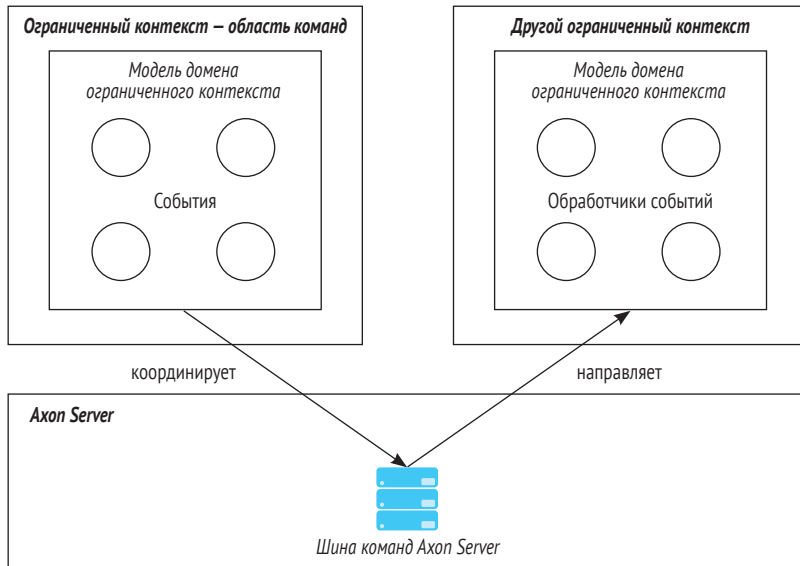 Ограниченный контекст — область команд
Модель домена
ограниченного контекста
События
Другой ограниченный контекст
Модель домена
ограниченного контекста
Обработчики событий
координирует
направляет
Axon Server
Шина команд Axon Server